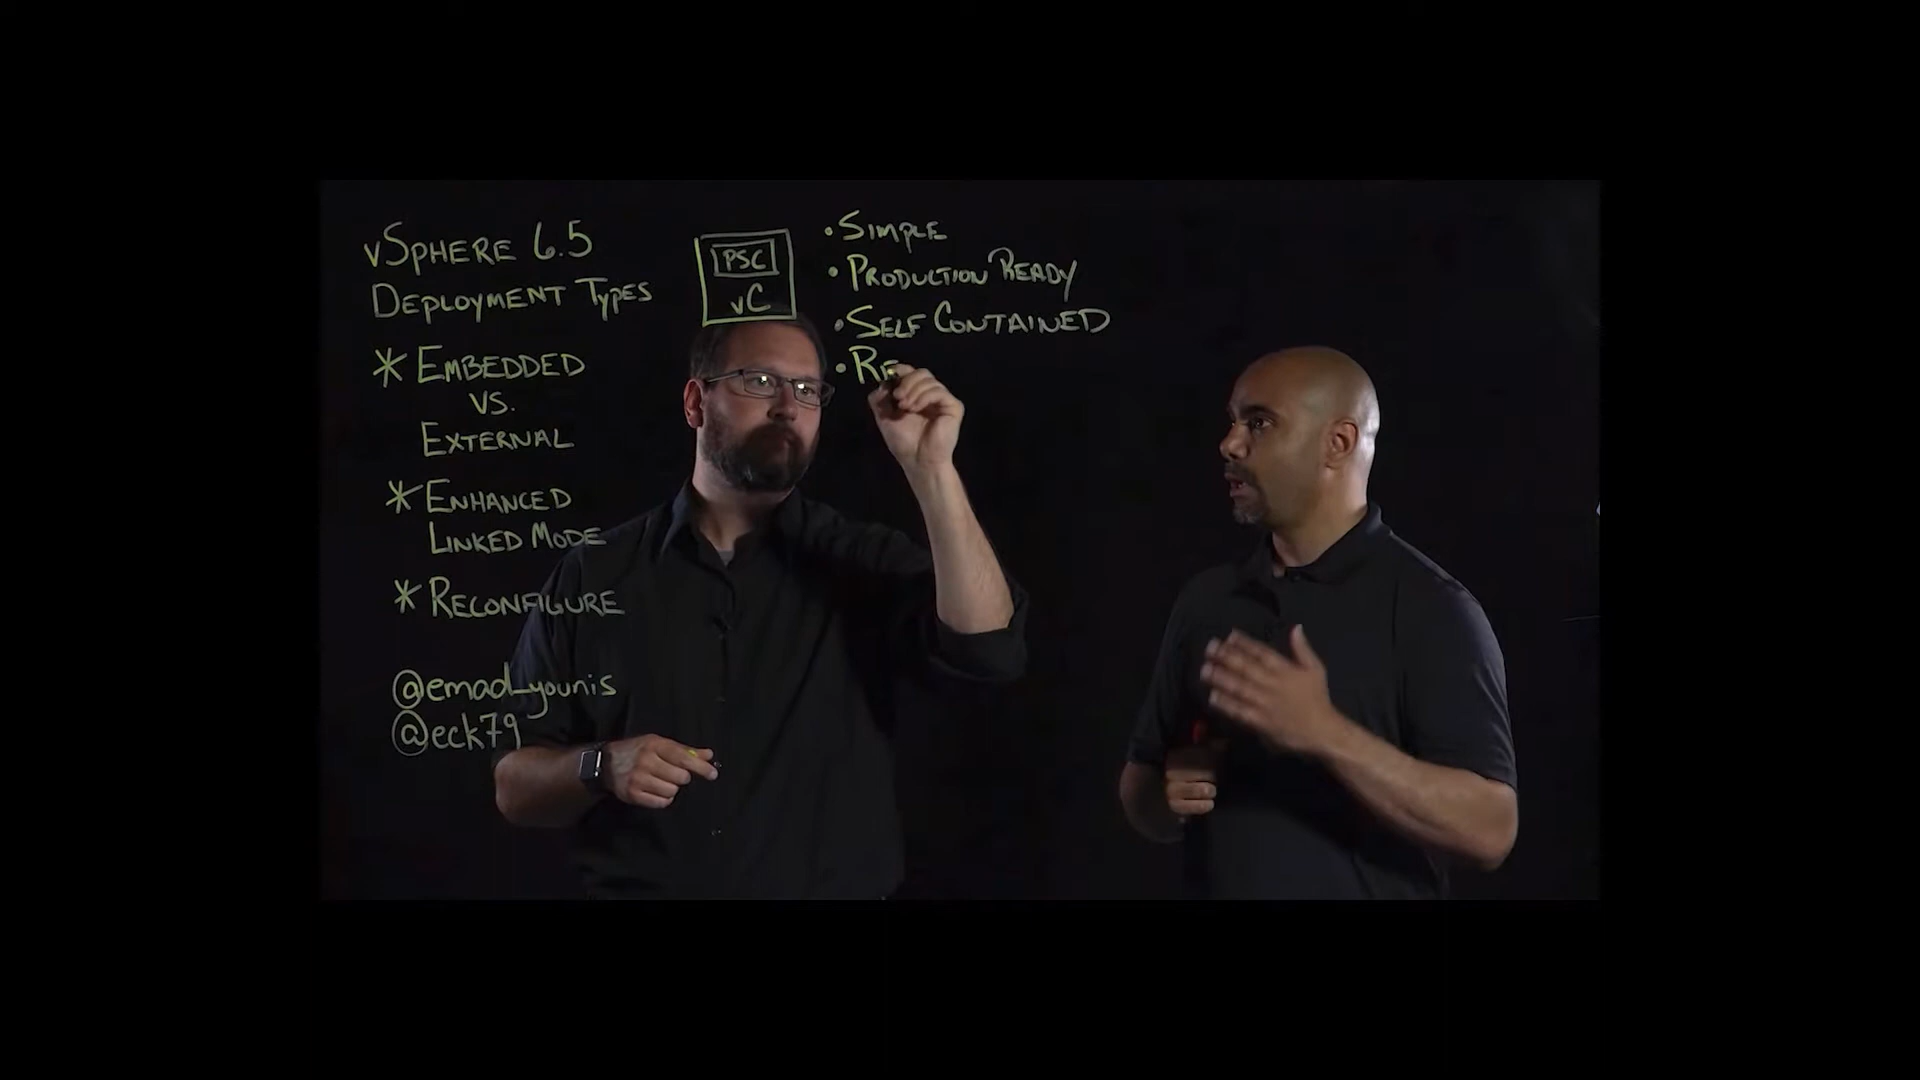 vSPHERE 6.5
DEPLOYMENT TYPES
* EMBEDDED
VS.
EXTERNAL
* ENHANCED
LINKED MODE
* RECONFIGURE
@emad_younis
@eck79
PSC
vC
• SIMPLE
• PRODUCTION READY
• SELF CONTAINED
• RE